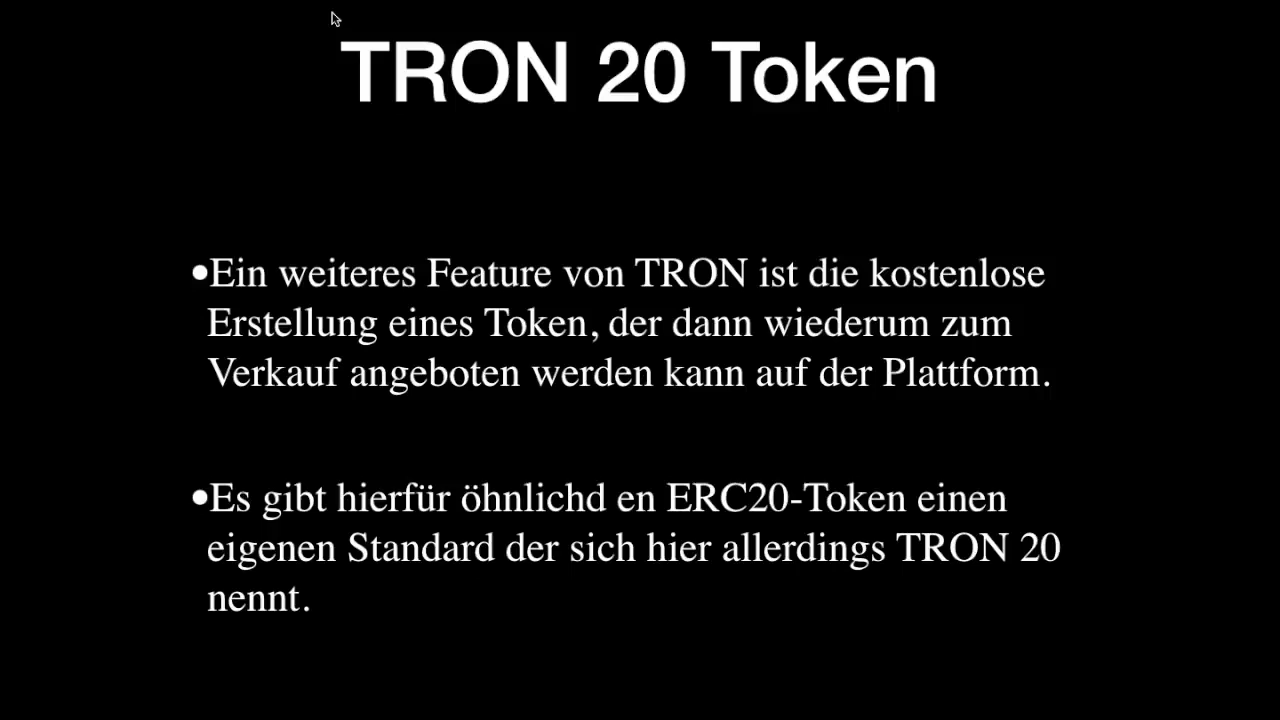 TRON 20 Token
•Ein weiteres Feature von TRON ist die kostenlose
Erstellung eines Token, der dann wiederum zum
Verkauf angeboten werden kann auf der Plattform.
•Es gibt hierfür öhnlichd en ERC20-Token einen
eigenen Standard der sich hier allerdings TRON 20
nennt.